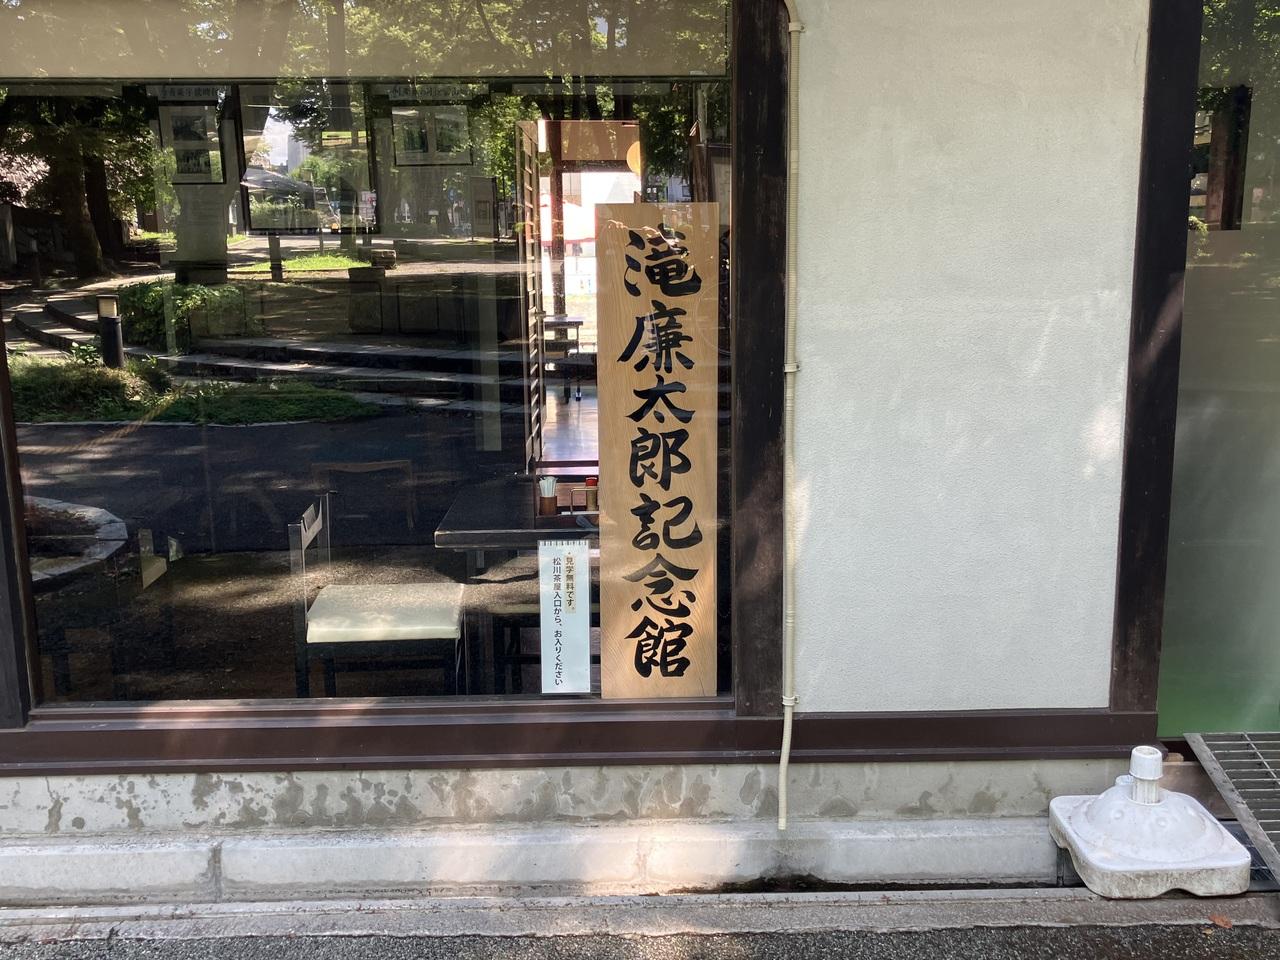 滝廉太郎記念館
・見学無料です。
松川茶屋入口から、お入りください